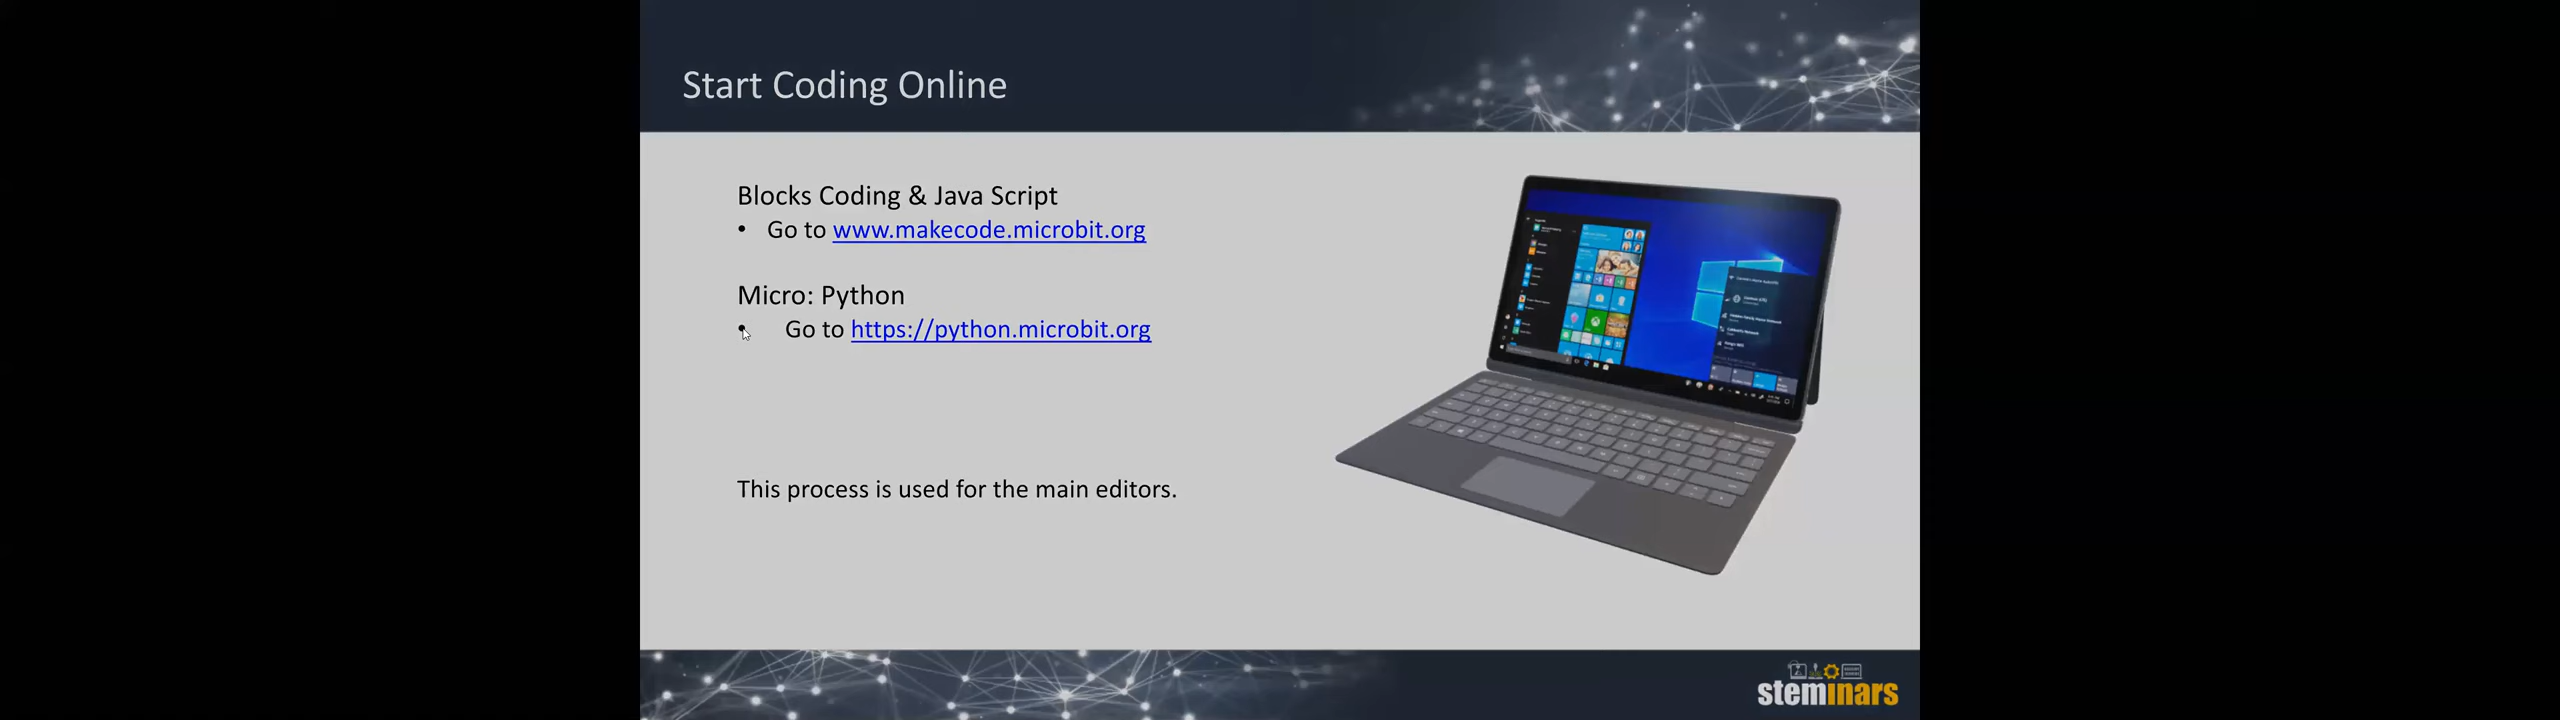 Start Coding Online
Blocks Coding & Java Script
• Go to www.makecode.microbit.org
Micro: Python
• Go to https://python.microbit.org
This process is used for the main editors.
steminars